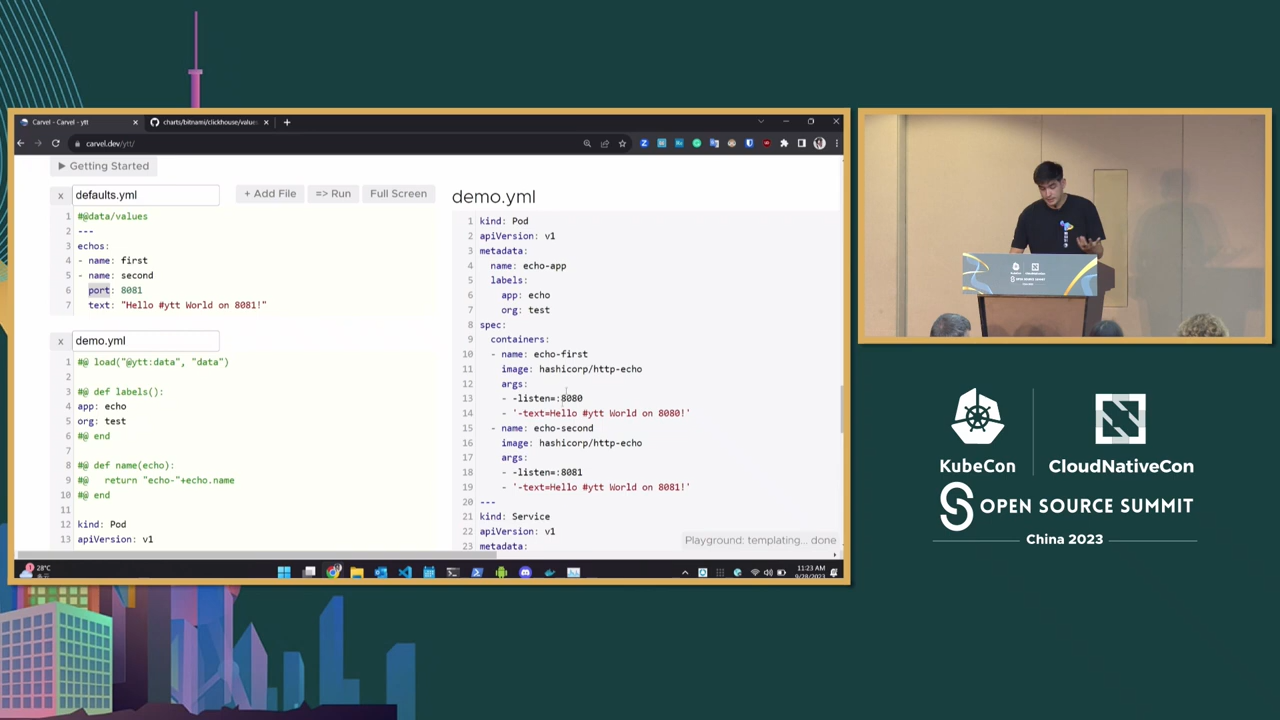 Carvel - Carvel - ytt
charts/bitnami/clickhouse/value
carvel.dev/ytt/
▶ Getting Started
x defaults.yml + Add File => Run Full Screen
1 #@data/values
2 ---
3 echos:
4 - name: first
5 - name: second
6 port: 8081
7 text: "Hello #ytt World on 8081!"
x demo.yml
1 #@ load("@ytt:data", "data")
2
3 #@ def labels():
4 app: echo
5 org: test
6 #@ end
7
8 #@ def name(echo):
9 #@ return "echo-"+echo.name
10 #@ end
11
12 kind: Pod
13 apiVersion: v1
demo.yml
1 kind: Pod
2 apiVersion: v1
3 metadata:
4 name: echo-app
5 labels:
6 app: echo
7 org: test
8 spec:
9 containers:
10 - name: echo-first
11 image: hashicorp/http-echo
12 args:
13 - -listen=:8080
14 - '-text=Hello #ytt World on 8080!'
15 - name: echo-second
16 image: hashicorp/http-echo
17 args:
18 - -listen=:8081
19 - '-text=Hello #ytt World on 8081!'
20 ---
21 kind: Service
22 apiVersion: v1
23 metadata:
Playground: templating... done
28°C
11:23 AM
KubeCon
CloudNativeCon
OPEN SOURCE SUMMIT
China 2023